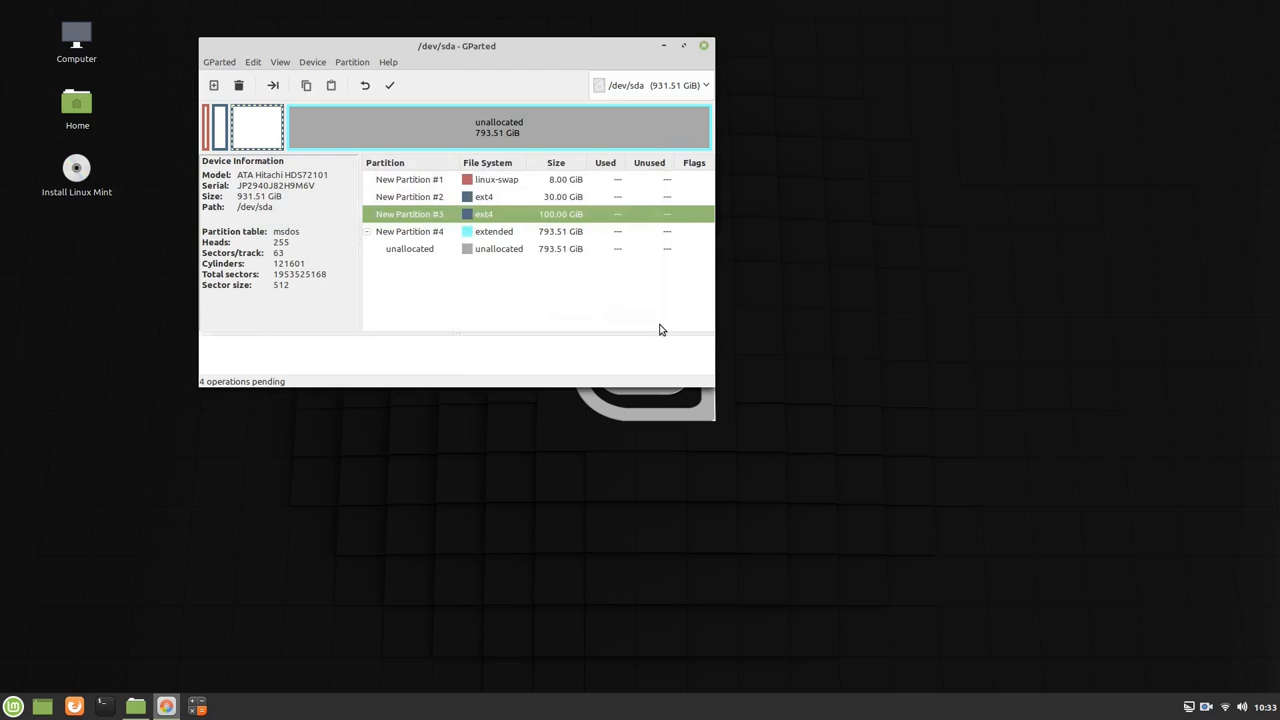 Computer
Home
Install Linux Mint
/dev/sda - GParted
GParted Edit View Device Partition Help
/dev/sda (931.51 GiB)
unallocated
793.51 GiB
Device Information
Model: ATA Hitachi HDS72101
Serial: JP2940J82H9M6V
Size: 931.51 GiB
Path: /dev/sda
Partition table: msdos
Heads: 255
Sectors/track: 63
Cylinders: 121601
Total sectors: 1953525168
Sector size: 512
Partition File System Size Used Unused Flags
New Partition #1 linux-swap 8.00 GiB --- ---
New Partition #2 ext4 30.00 GiB --- ---
New Partition #3 ext4 100.00 GiB --- ---
New Partition #4 extended 793.51 GiB --- ---
unallocated unallocated 793.51 GiB --- ---
4 operations pending
10:33